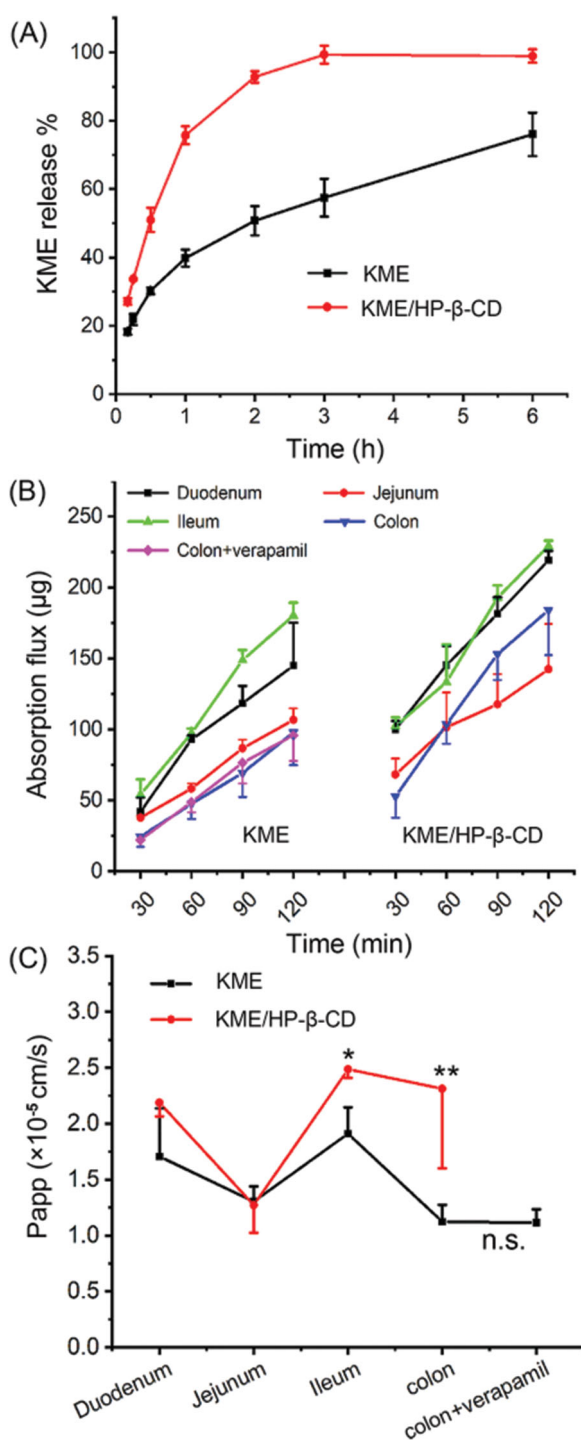 (A)
100
80
60
40
20
0
KME release %
KME
KME/HP-β-CD
0 1 2 3 4 5 6
Time (h)
(B)
Duodenum Jejunum
Ileum Colon
Colon+verapamil
250
200
150
100
50
0
Absorption flux (μg)
KME KME/HP-β-CD
30 60 90 120 30 60 90 120
Time (min)
(C)
3.5
3.0
2.5
2.0
1.5
1.0
0.5
0.0
Papp (×10⁻⁵ cm/s)
KME
KME/HP-β-CD
* **
n.s.
Duodenum Jejunum Ileum colon colon+verapamil